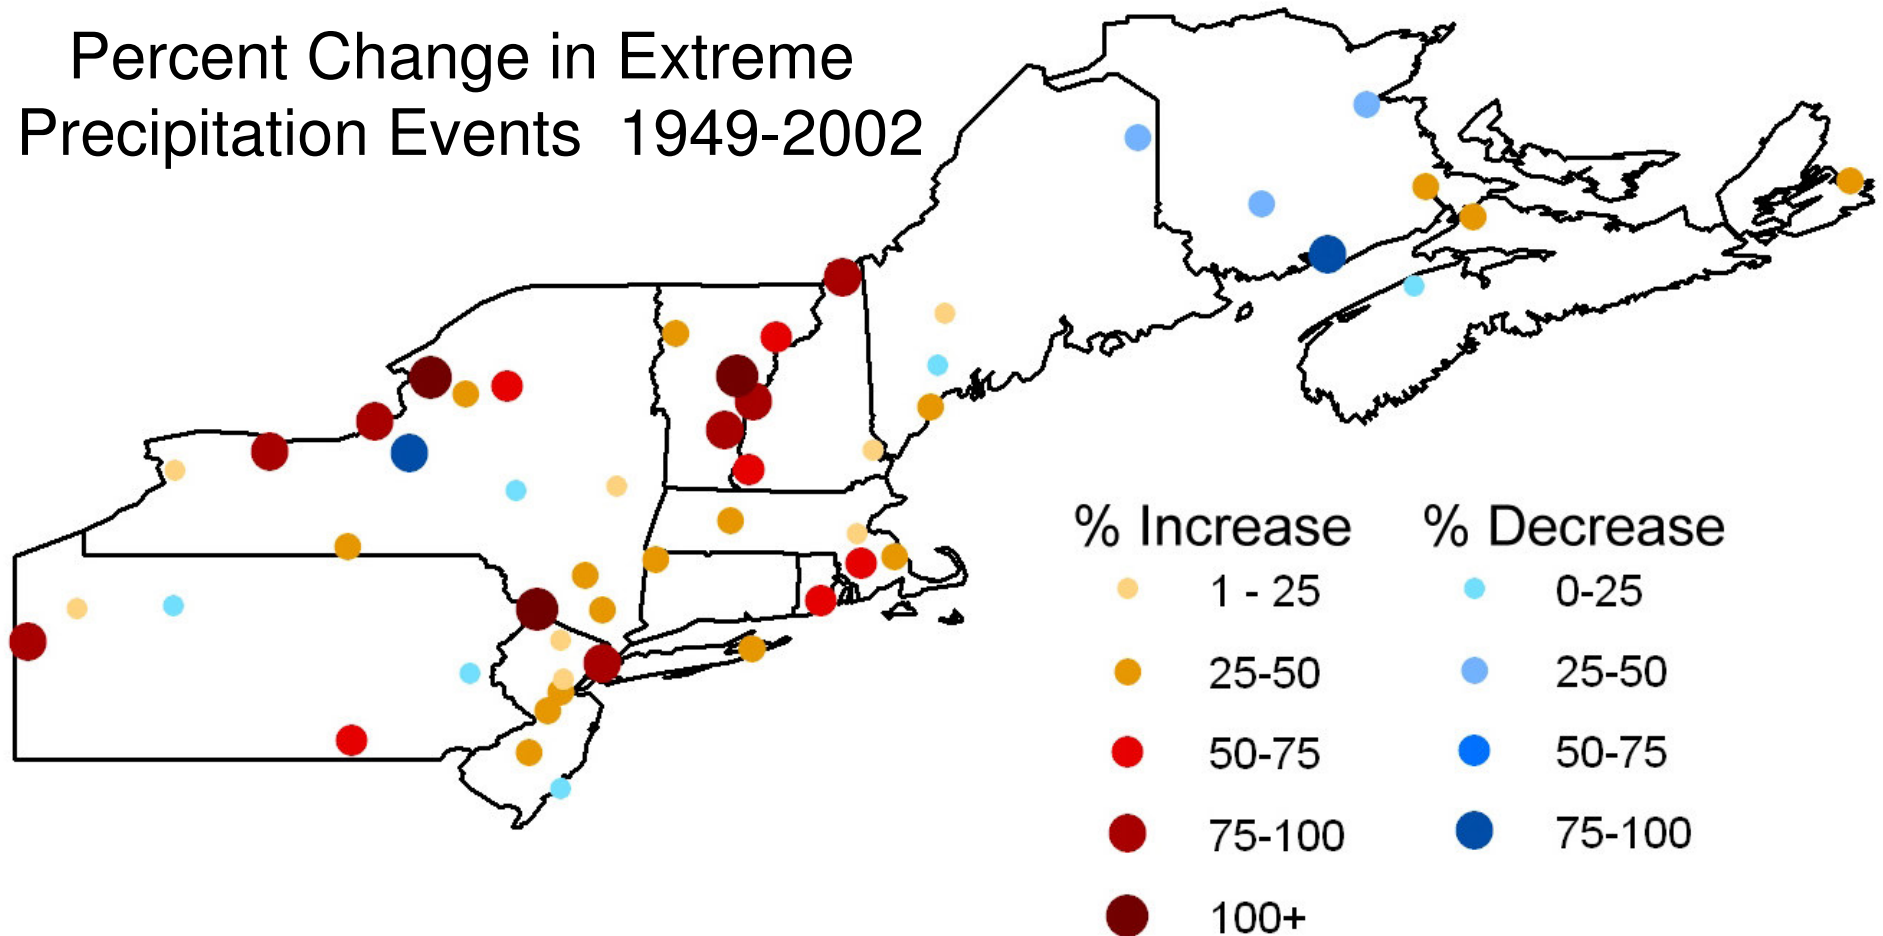 Percent Change in Extreme
Precipitation Events 1949-2002
% Increase
1 - 25
25-50
50-75
75-100
100+
% Decrease
0-25
25-50
50-75
75-100